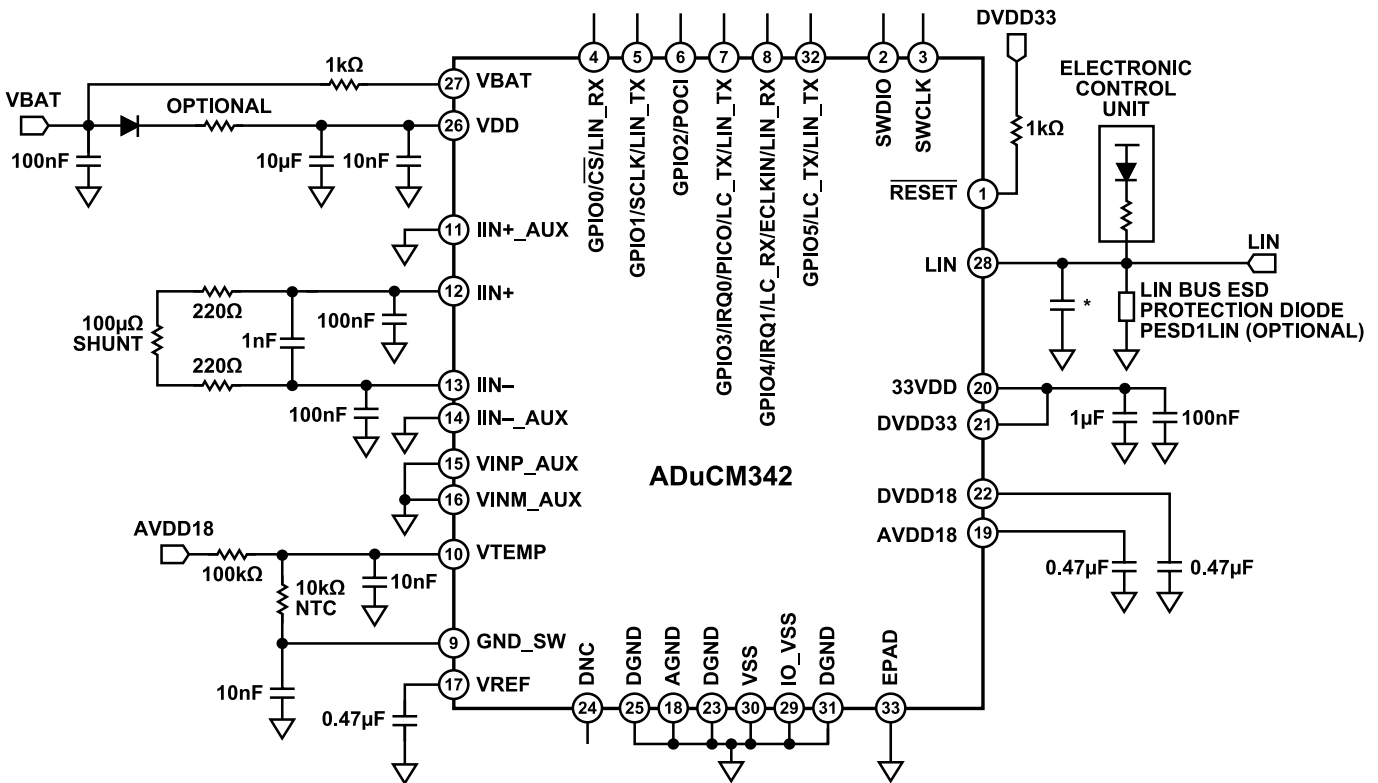 DVDD33
4
5
6
7
8
32
2
3
1kΩ
27
VBAT
VBAT
OPTIONAL
26
VDD
100nF
10µF
10nF
GPIO0/CS/LIN_RX
GPIO1/SCLK/LIN_TX
GPIO2/POCI
GPIO3/IRQ0/PICO/LC_TX/LIN_TX
GPIO4/IRQ1/LC_RX/ECLKIN/LIN_RX
GPIO5/LC_TX/LIN_TX
SWDIO
SWCLK
ELECTRONIC
CONTROL
UNIT
1kΩ
RESET
1
11
IIN+_AUX
LIN
28
LIN
12
IIN+
220Ω
100µΩ
SHUNT
1nF
100nF
220Ω
*
LIN BUS ESD
PROTECTION DIODE
PESD1LIN (OPTIONAL)
13
IIN–
100nF
14
IIN–_AUX
33VDD
20
DVDD33
21
1µF
100nF
15
VINP_AUX
16
VINM_AUX
ADuCM342
DVDD18
22
AVDD18
19
0.47µF
0.47µF
AVDD18
100kΩ
10
VTEMP
10kΩ
NTC
10nF
9
GND_SW
10nF
17
VREF
0.47µF
DNC
DGND
AGND
DGND
VSS
IO_VSS
DGND
EPAD
24
25
18
23
30
29
31
33